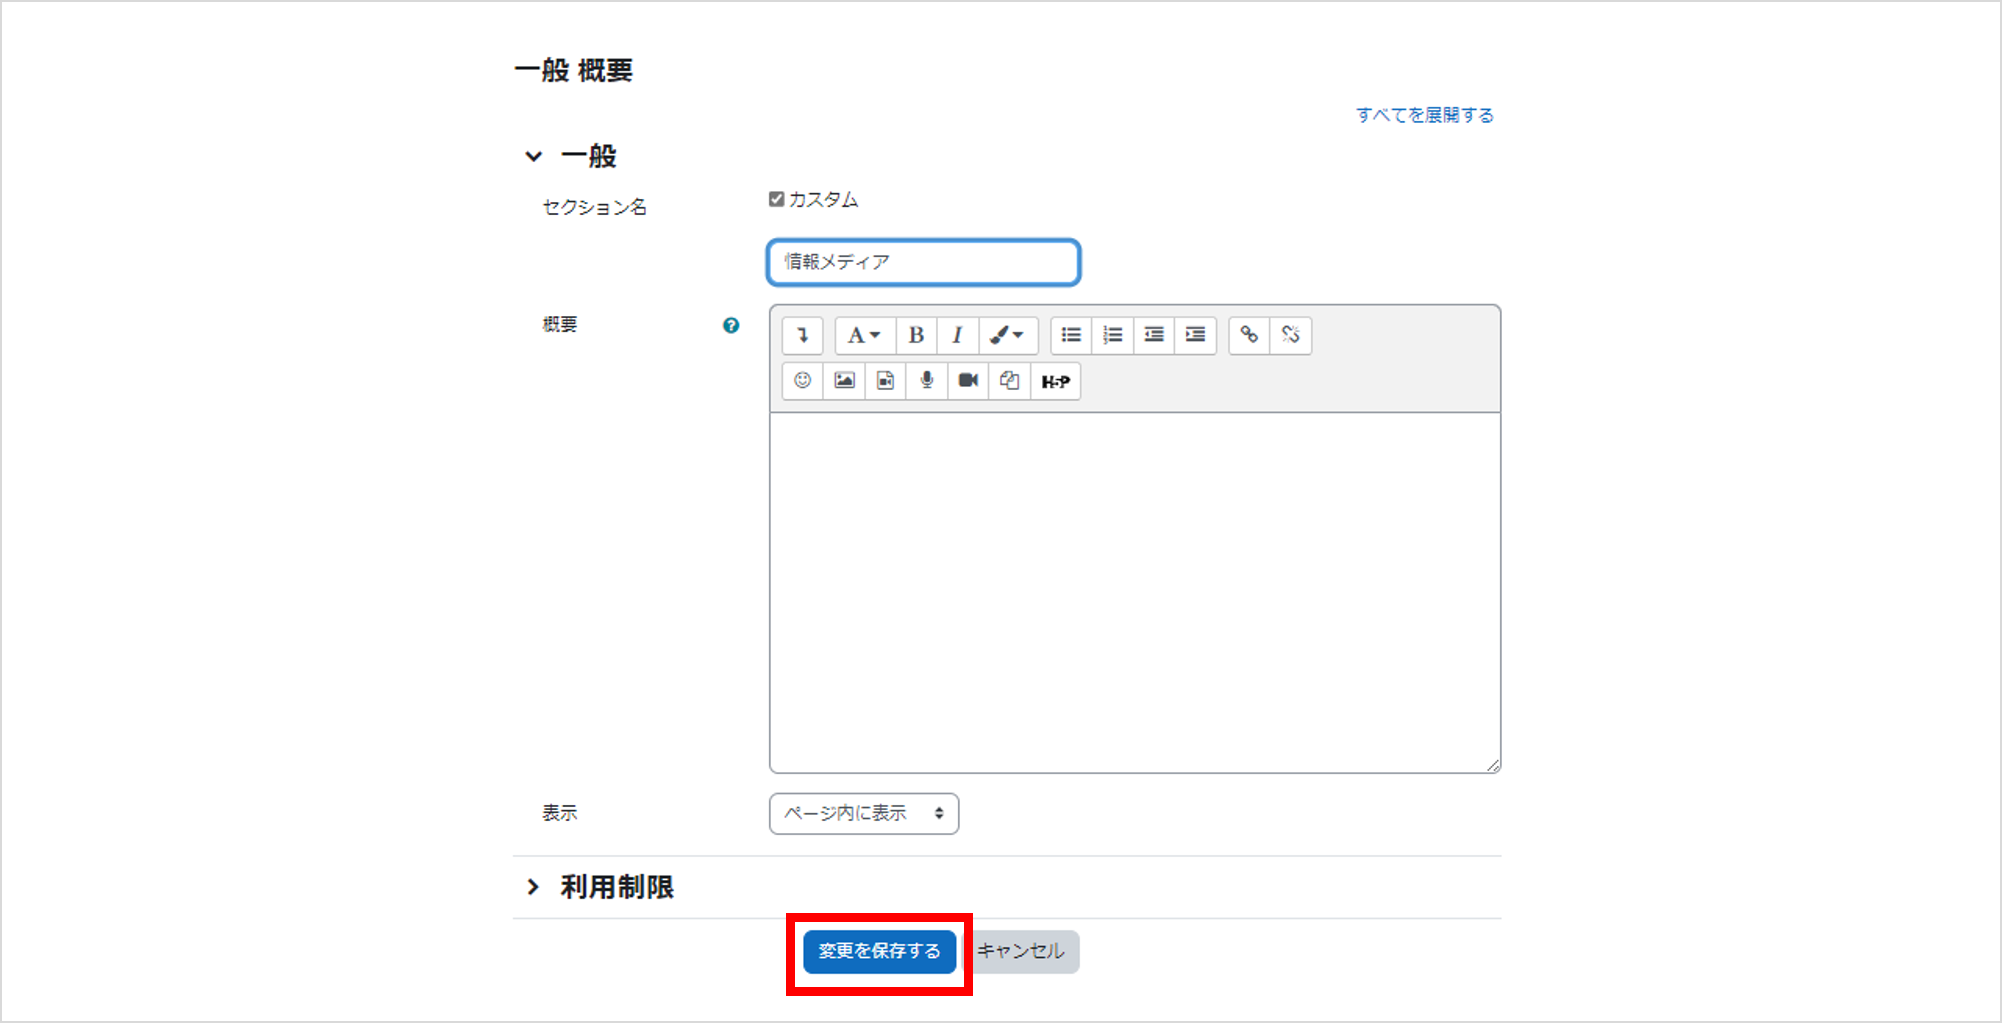 一般 概要
すべてを展開する
一般
セクション名
カスタム
情報メディア
概要
A B I
H5P
表示
ページ内に表示
利用制限
変更を保存する キャンセル